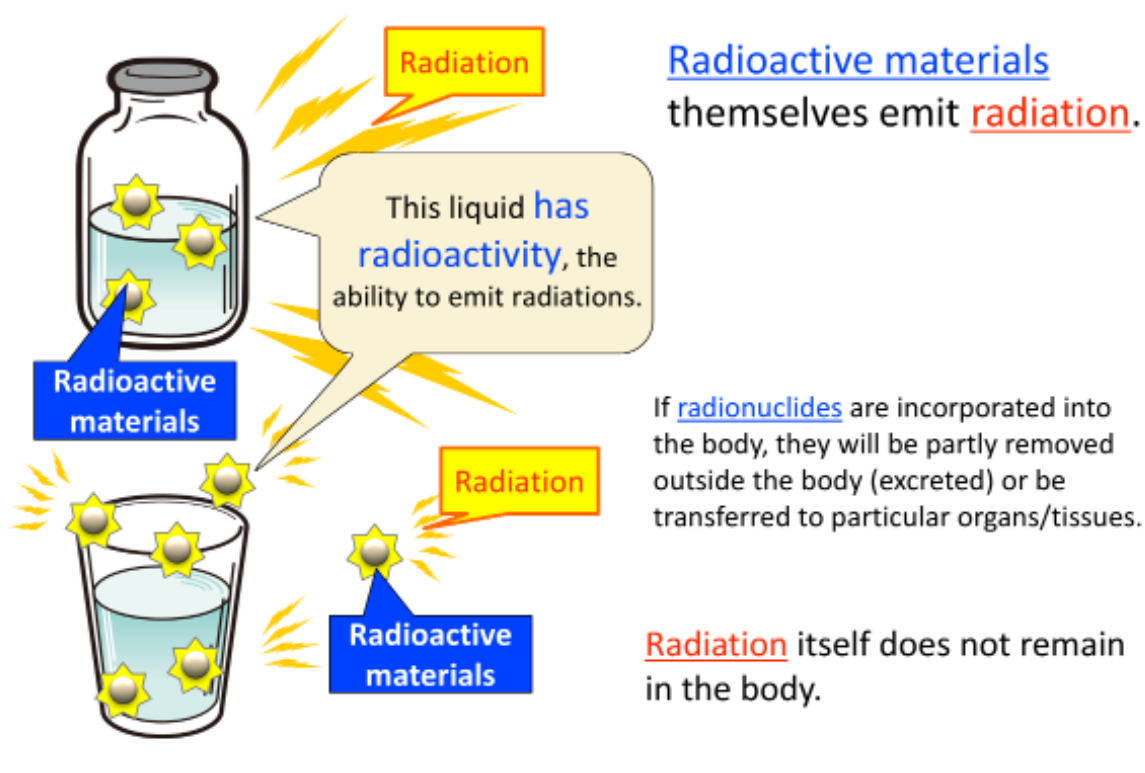 Radiation
Radioactive materials
themselves emit radiation.
This liquid has
radioactivity, the
ability to emit radiations.
Radioactive
materials
If radionuclides are incorporated into
the body, they will be partly removed
outside the body (excreted) or be
transferred to particular organs/tissues.
Radiation
Radioactive
materials
Radiation itself does not remain
in the body.